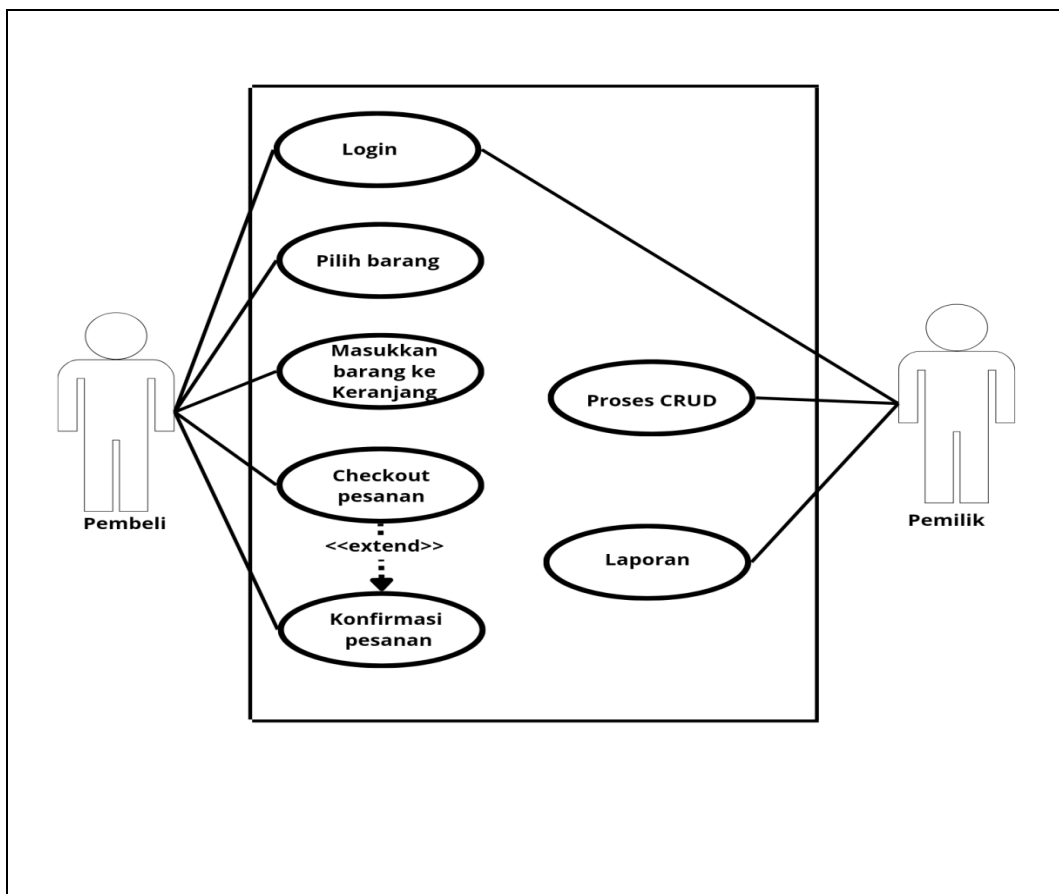 Login
Pilih barang
Masukkan
barang ke
Keranjang
Proses CRUD
Checkout
pesanan
Pembeli
Pemilik
<<extend>>
Laporan
Konfirmasi
pesanan